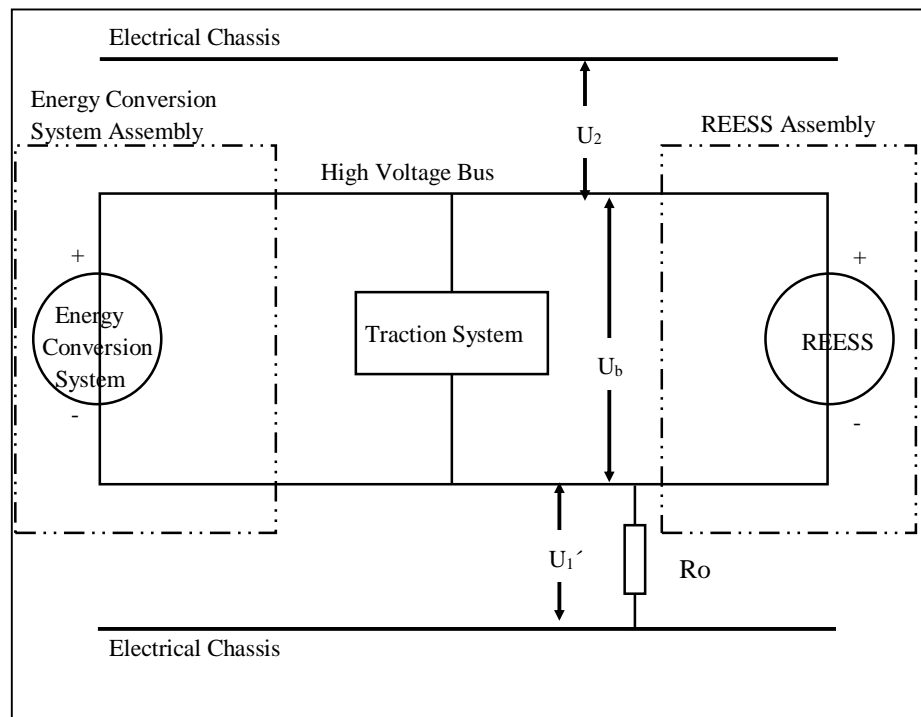 Electrical Chassis
Energy Conversion
System Assembly
U₂
REESS Assembly
High Voltage Bus
+
+
Energy
Conversion
System
Traction System
U_b
REESS
-
-
U₁´
Ro
Electrical Chassis